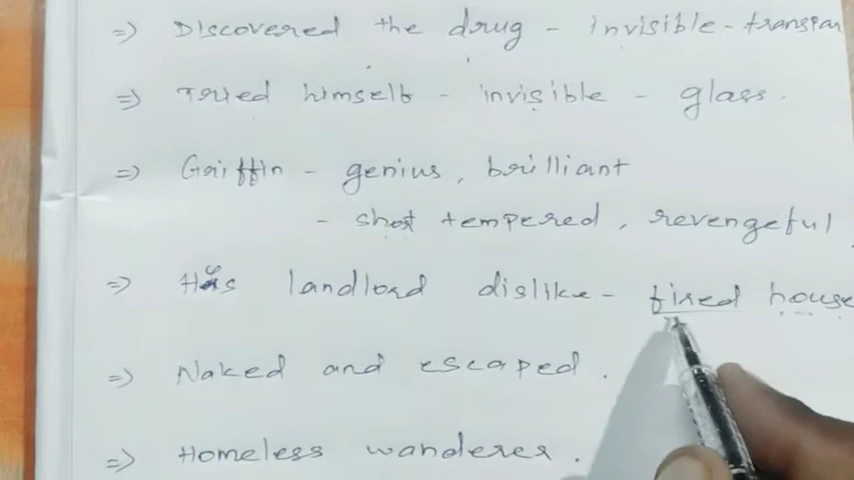 => Discovered the drug - invisible - transpar
=> Tried himself - invisible - glass.
=> Griffin - genius, brilliant
- short tempered, revengeful.
=> His landlord dislike - fired house
=> Naked and escaped.
=> Homeless wanderer.